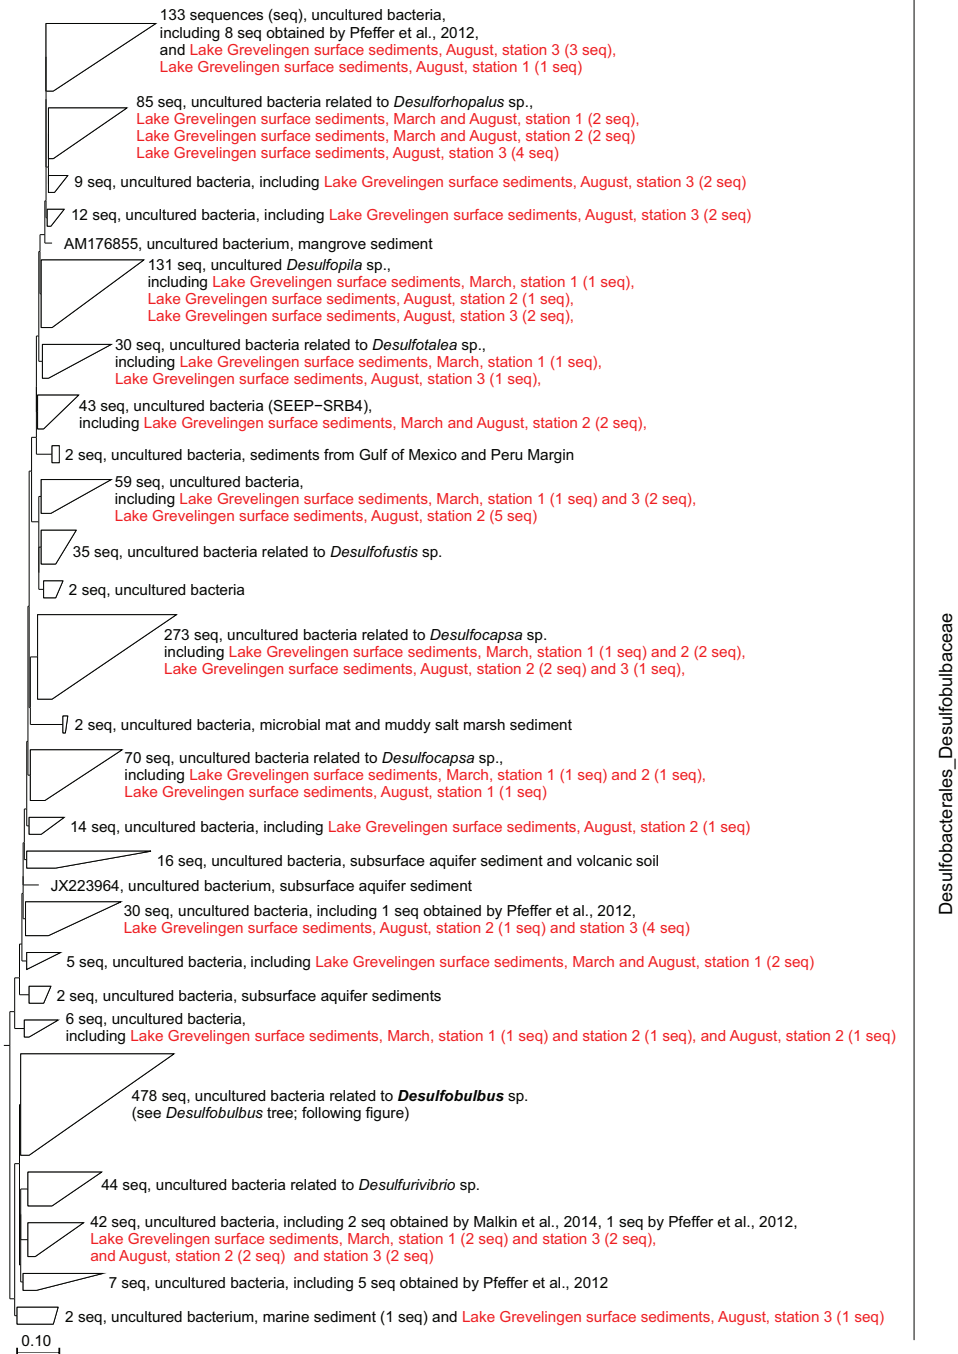 133 sequences (seq), uncultured bacteria,
including 8 seq obtained by Pfeffer et al., 2012,
and Lake Grevelingen surface sediments, August, station 3 (3 seq),
Lake Grevelingen surface sediments, August, station 1 (1 seq)
85 seq, uncultured bacteria related to Desulforhopalus sp.,
Lake Grevelingen surface sediments, March and August, station 1 (2 seq),
Lake Grevelingen surface sediments, March and August, station 2 (2 seq)
Lake Grevelingen surface sediments, August, station 3 (4 seq)
9 seq, uncultured bacteria, including Lake Grevelingen surface sediments, August, station 3 (2 seq)
12 seq, uncultured bacteria, including Lake Grevelingen surface sediments, August, station 3 (2 seq)
AM176855, uncultured bacterium, mangrove sediment
131 seq, uncultured Desulfopila sp.,
including Lake Grevelingen surface sediments, March, station 1 (1 seq),
Lake Grevelingen surface sediments, August, station 2 (1 seq),
Lake Grevelingen surface sediments, August, station 3 (2 seq),
30 seq, uncultured bacteria related to Desulfotalea sp.,
including Lake Grevelingen surface sediments, March, station 1 (1 seq),
Lake Grevelingen surface sediments, August, station 3 (1 seq),
43 seq, uncultured bacteria (SEEP−SRB4),
including Lake Grevelingen surface sediments, March and August, station 2 (2 seq),
2 seq, uncultured bacteria, sediments from Gulf of Mexico and Peru Margin
59 seq, uncultured bacteria,
including Lake Grevelingen surface sediments, March, station 1 (1 seq) and 3 (2 seq),
Lake Grevelingen surface sediments, August, station 2 (5 seq)
35 seq, uncultured bacteria related to Desulfofustis sp.
2 seq, uncultured bacteria
273 seq, uncultured bacteria related to Desulfocapsa sp.
including Lake Grevelingen surface sediments, March, station 1 (1 seq) and 2 (2 seq),
Lake Grevelingen surface sediments, August, station 2 (2 seq) and 3 (1 seq),
2 seq, uncultured bacteria, microbial mat and muddy salt marsh sediment
70 seq, uncultured bacteria related to Desulfocapsa sp.,
including Lake Grevelingen surface sediments, March, station 1 (1 seq) and 2 (1 seq),
Lake Grevelingen surface sediments, August, station 1 (1 seq)
14 seq, uncultured bacteria, including Lake Grevelingen surface sediments, August, station 2 (1 seq)
16 seq, uncultured bacteria, subsurface aquifer sediment and volcanic soil
JX223964, uncultured bacterium, subsurface aquifer sediment
30 seq, uncultured bacteria, including 1 seq obtained by Pfeffer et al., 2012,
Lake Grevelingen surface sediments, August, station 2 (1 seq) and station 3 (4 seq)
5 seq, uncultured bacteria, including Lake Grevelingen surface sediments, March and August, station 1 (2 seq)
2 seq, uncultured bacteria, subsurface aquifer sediments
6 seq, uncultured bacteria,
including Lake Grevelingen surface sediments, March, station 1 (1 seq) and station 2 (1 seq), and August, station 2 (1 seq)
478 seq, uncultured bacteria related to Desulfobulbus sp.
(see Desulfobulbus tree; following figure)
44 seq, uncultured bacteria related to Desulfurivibrio sp.
42 seq, uncultured bacteria, including 2 seq obtained by Malkin et al., 2014, 1 seq by Pfeffer et al., 2012,
Lake Grevelingen surface sediments, March, station 1 (2 seq) and station 3 (2 seq),
and August, station 2 (2 seq) and station 3 (2 seq)
7 seq, uncultured bacteria, including 5 seq obtained by Pfeffer et al., 2012
2 seq, uncultured bacterium, marine sediment (1 seq) and Lake Grevelingen surface sediments, August, station 3 (1 seq)
0.10
Desulfobacterrales_Desulfobulbaceae